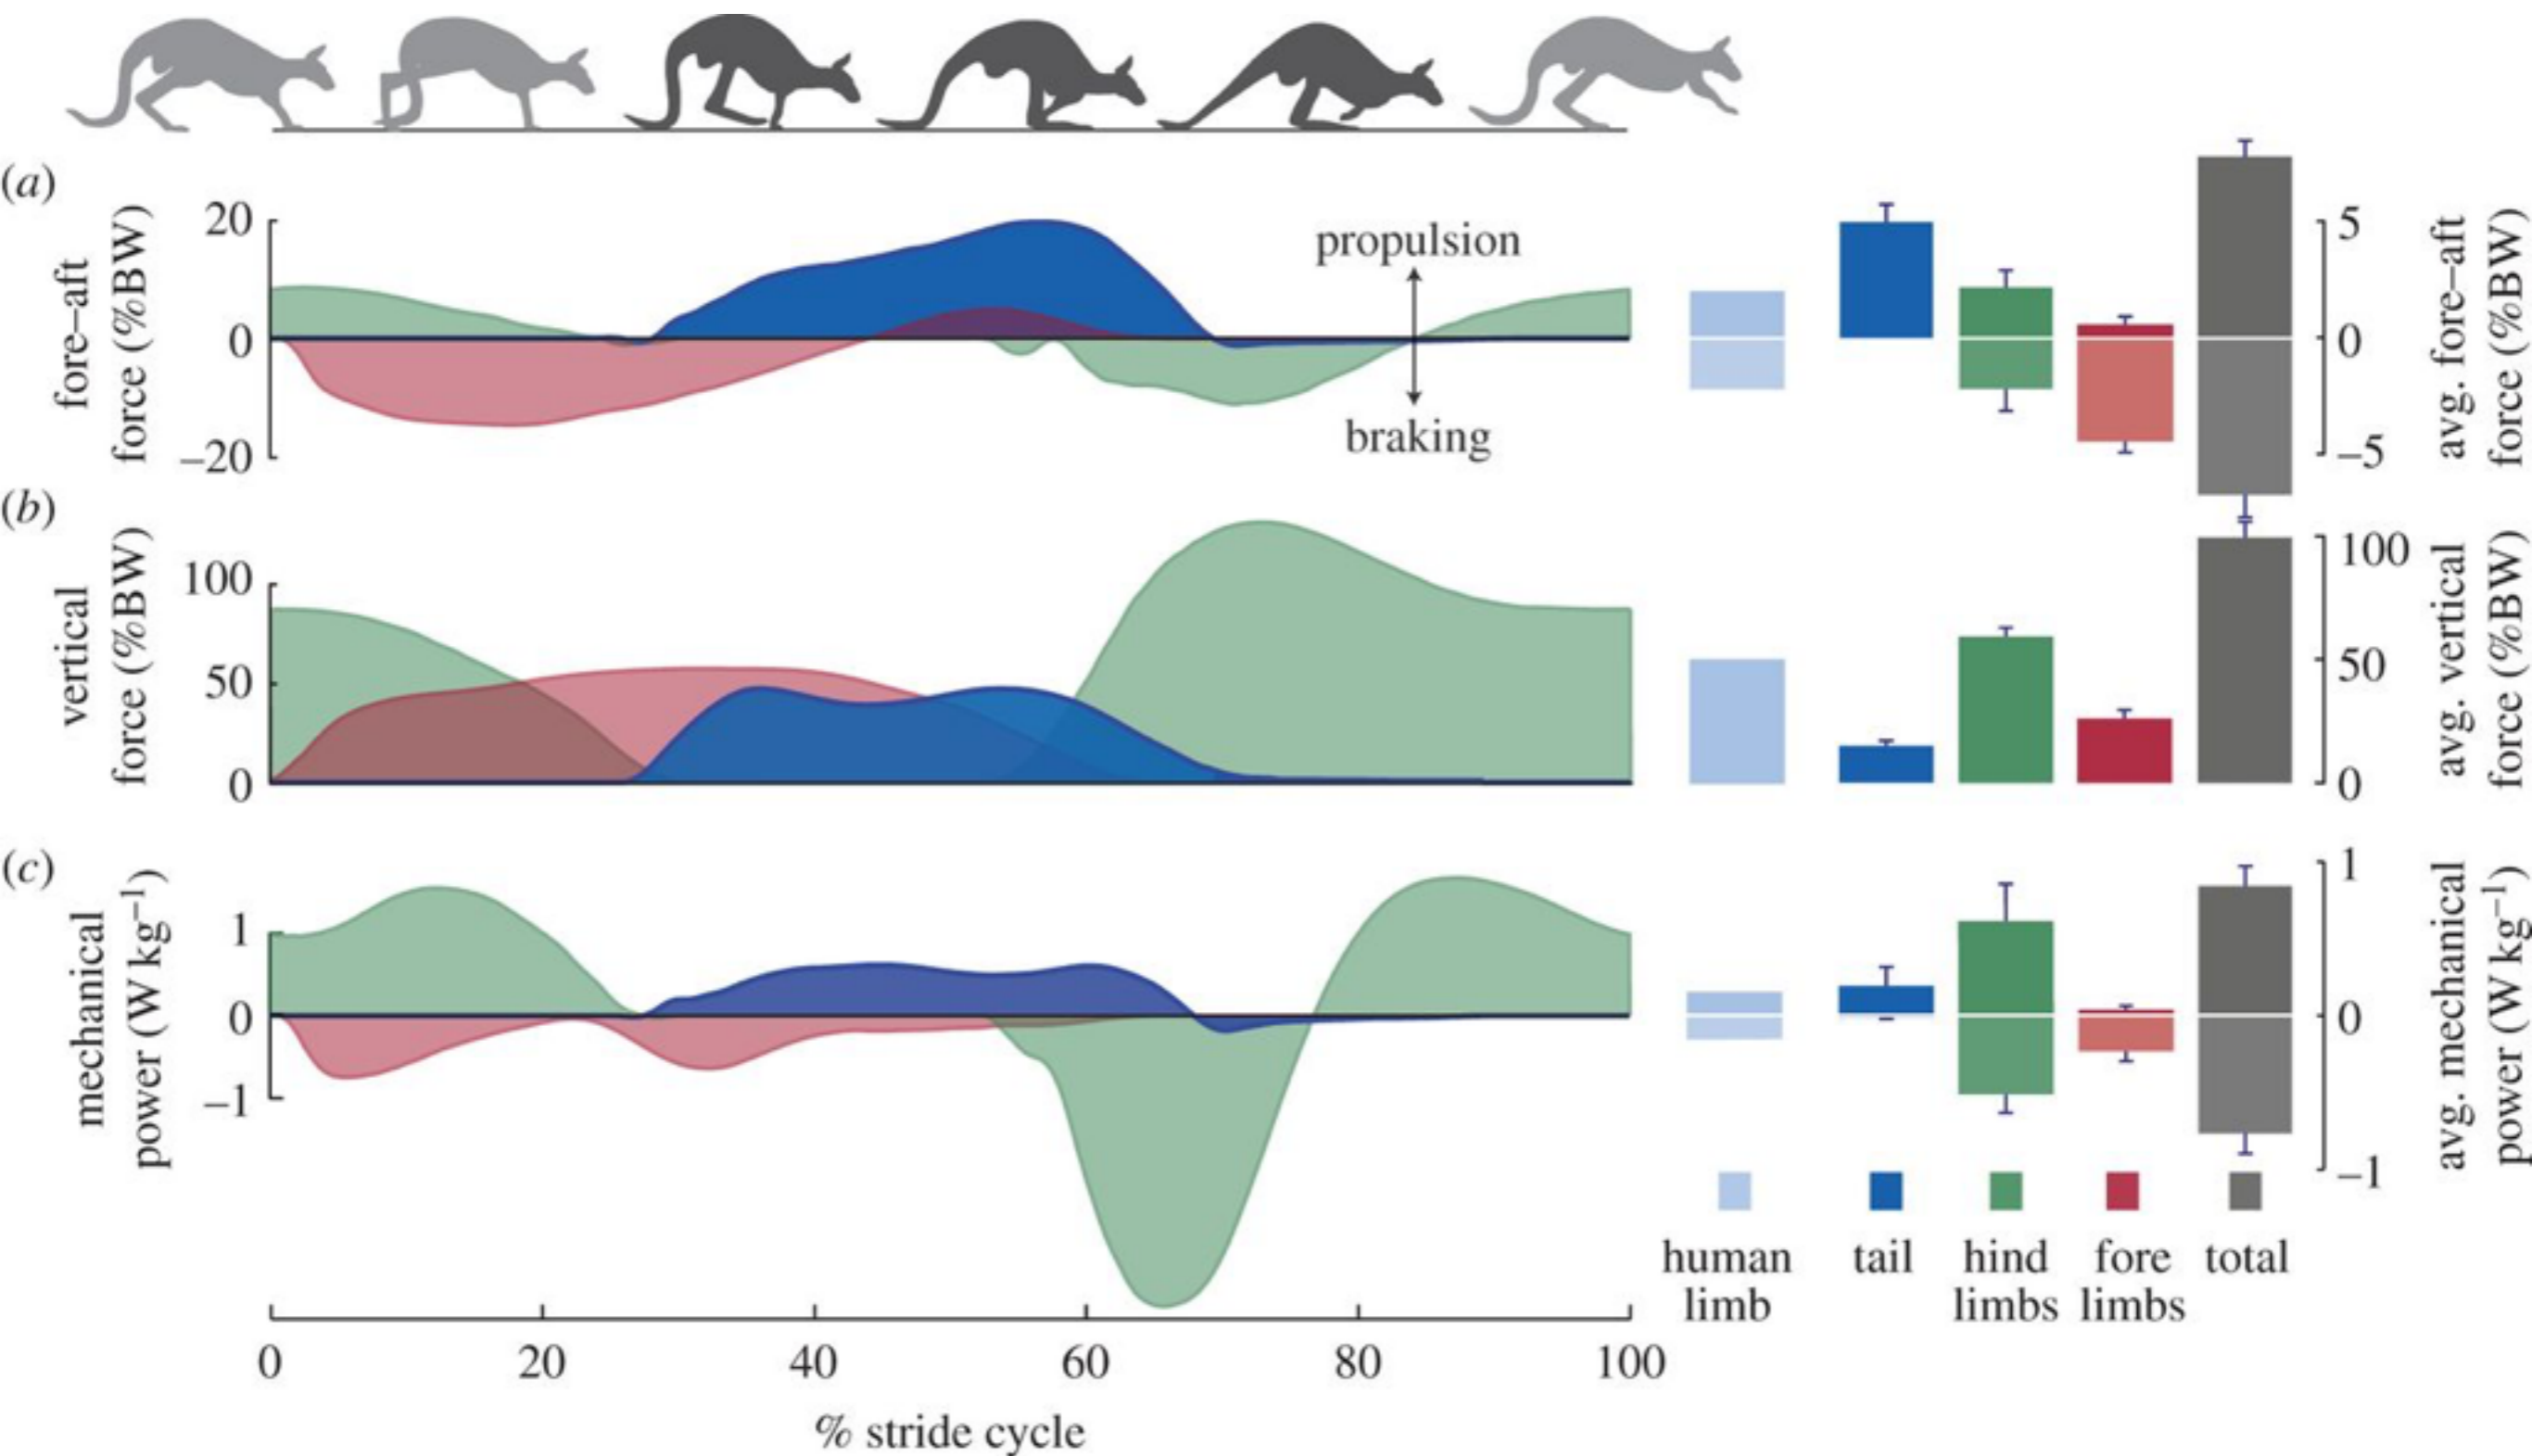 (a)
fore–aft
force (%BW)
20
0
–20
propulsion
braking
5
0
–5
avg. fore–aft
force (%BW)
(b)
vertical
force (%BW)
100
50
0
100
50
0
avg. vertical
force (%BW)
(c)
mechanical
power (W kg–1)
1
0
–1
1
0
–1
avg. mechanical
power (W kg–1)
human
limb
tail
hind
limbs
fore
limbs
total
0 20 40 60 80 100
% stride cycle